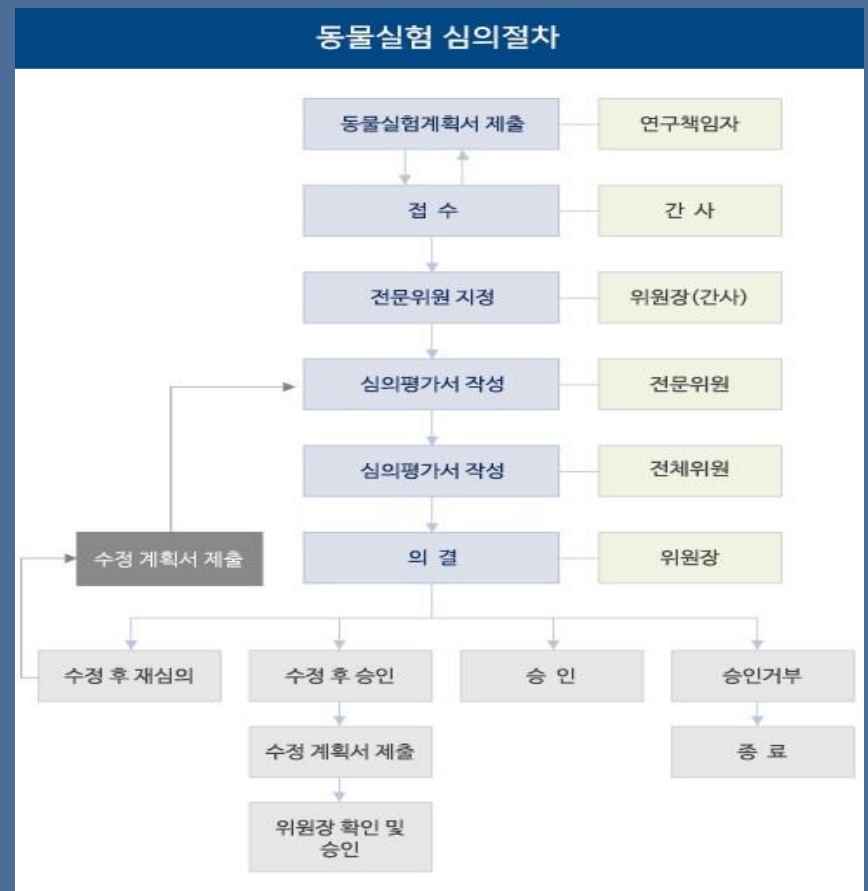 동물실험 심의절차
동물실험계획서 제출
연구책임자
접 수
간 사
전문위원 지정
위원장(간사)
심의평가서 작성
전문위원
심의평가서 작성
전체위원
수정 계획서 제출
의 결
위원장
수정 후 재심의
수정 후 승인
승 인
승인거부
수정 계획서 제출
종 료
위원장 확인 및
승인